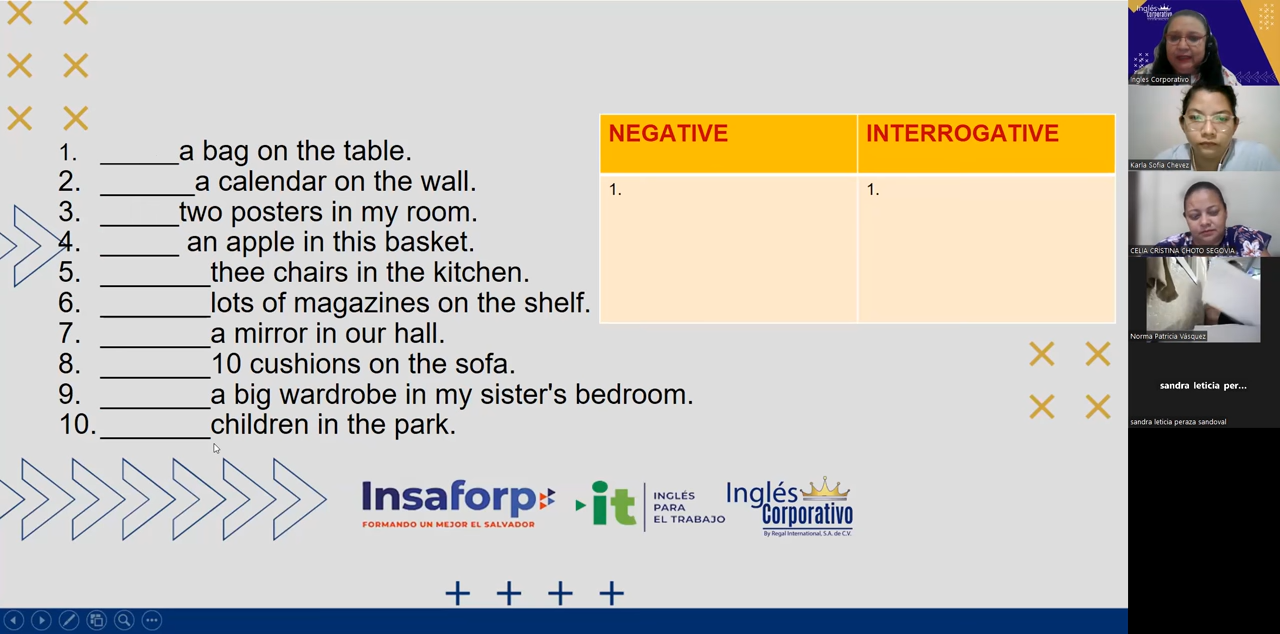 1. ______a bag on the table.
2. _______a calendar on the wall.
3. ______two posters in my room.
4. ______ an apple in this basket.
5. ________thee chairs in the kitchen.
6. ________lots of magazines on the shelf.
7. ________a mirror in our hall.
8. ________10 cushions on the sofa.
9. ________a big wardrobe in my sister's bedroom.
10.________children in the park.
NEGATIVE INTERROGATIVE
1. 1.
Insaforp
FORMANDO UN MEJOR EL SALVADOR
it
INGLÉS
PARA
EL TRABAJO
Inglés
Corporativo
By Regal International, S.A. de C.V.
Inglés
Corporativo
Ingles Corporativo
Karla Sofia Chevez
CELIA CRISTINA CHOTO SEGOVIA
Norma Patricia Vásquez
sandra leticia per...
sandra leticia peraza sandoval